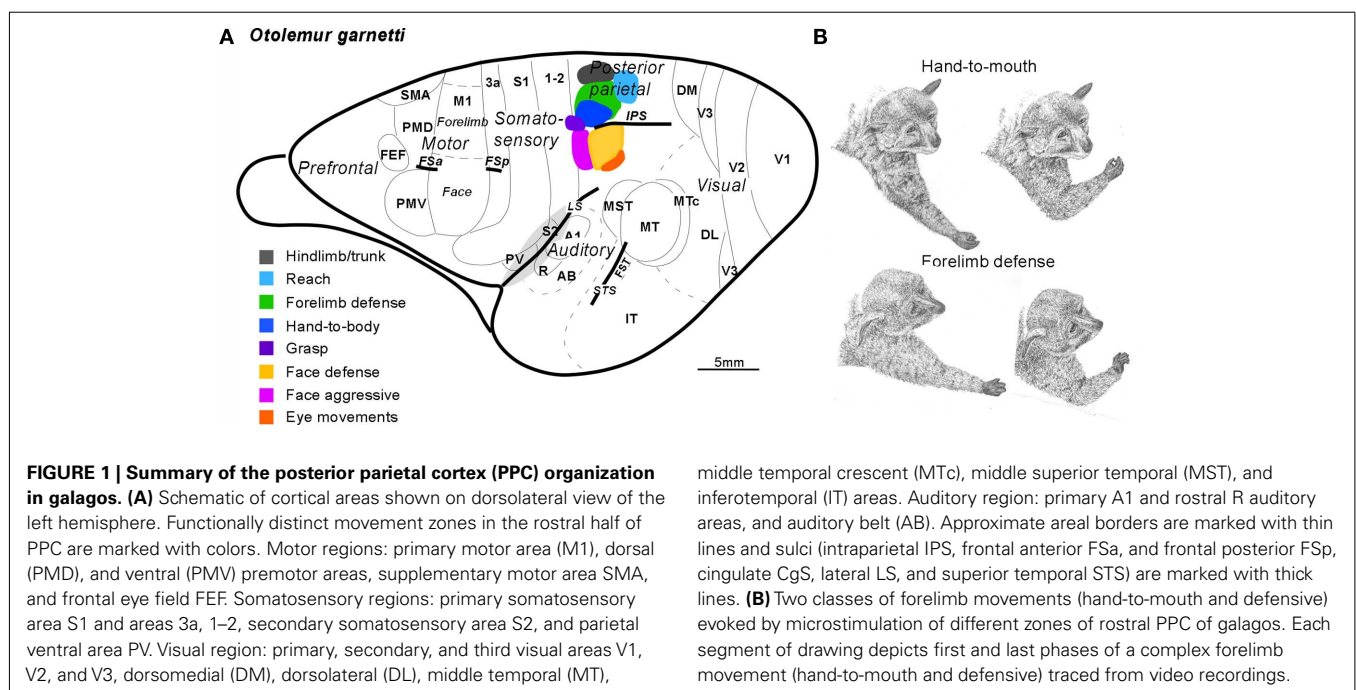 A Otolemur garnetti
B
Hand-to-mouth
Forelimb defense
Posterior
parietal
3a S1 1-2
SMA
M1
DM
V3
Forelimb
Somato-
sensory
IPS
PMD
Motor
FEF
FSa
FSp
Prefrontal
V2
V1
Visual
PMV
Face
LS
MST
MTc
MT
S2
A1
Auditory
DL
PV
R
AB
FST
V3
STS
IT
5mm
Hindlimb/trunk
Reach
Forelimb defense
Hand-to-body
Grasp
Face defense
Face aggressive
Eye movements
FIGURE 1 | Summary of the posterior parietal cortex (PPC) organization
in galagos. (A) Schematic of cortical areas shown on dorsolateral view of the
left hemisphere. Functionally distinct movement zones in the rostral half of
PPC are marked with colors. Motor regions: primary motor area (M1), dorsal
(PMD), and ventral (PMV) premotor areas, supplementary motor area SMA,
and frontal eye field FEF. Somatosensory regions: primary somatosensory
area S1 and areas 3a, 1–2, secondary somatosensory area S2, and parietal
ventral area PV. Visual region: primary, secondary, and third visual areas V1,
V2, and V3, dorsomedial (DM), dorsolateral (DL), middle temporal (MT),
middle temporal crescent (MTc), middle superior temporal (MST), and
inferotemporal (IT) areas. Auditory region: primary A1 and rostral R auditory
areas, and auditory belt (AB). Approximate areal borders are marked with thin
lines and sulci (intraparietal IPS, frontal anterior FSa, and frontal posterior FSp,
cingulate CgS, lateral LS, and superior temporal STS) are marked with thick
lines. (B) Two classes of forelimb movements (hand-to-mouth and defensive)
evoked by microstimulation of different zones of rostral PPC of galagos. Each
segment of drawing depicts first and last phases of a complex forelimb
movement (hand-to-mouth and defensive) traced from video recordings.